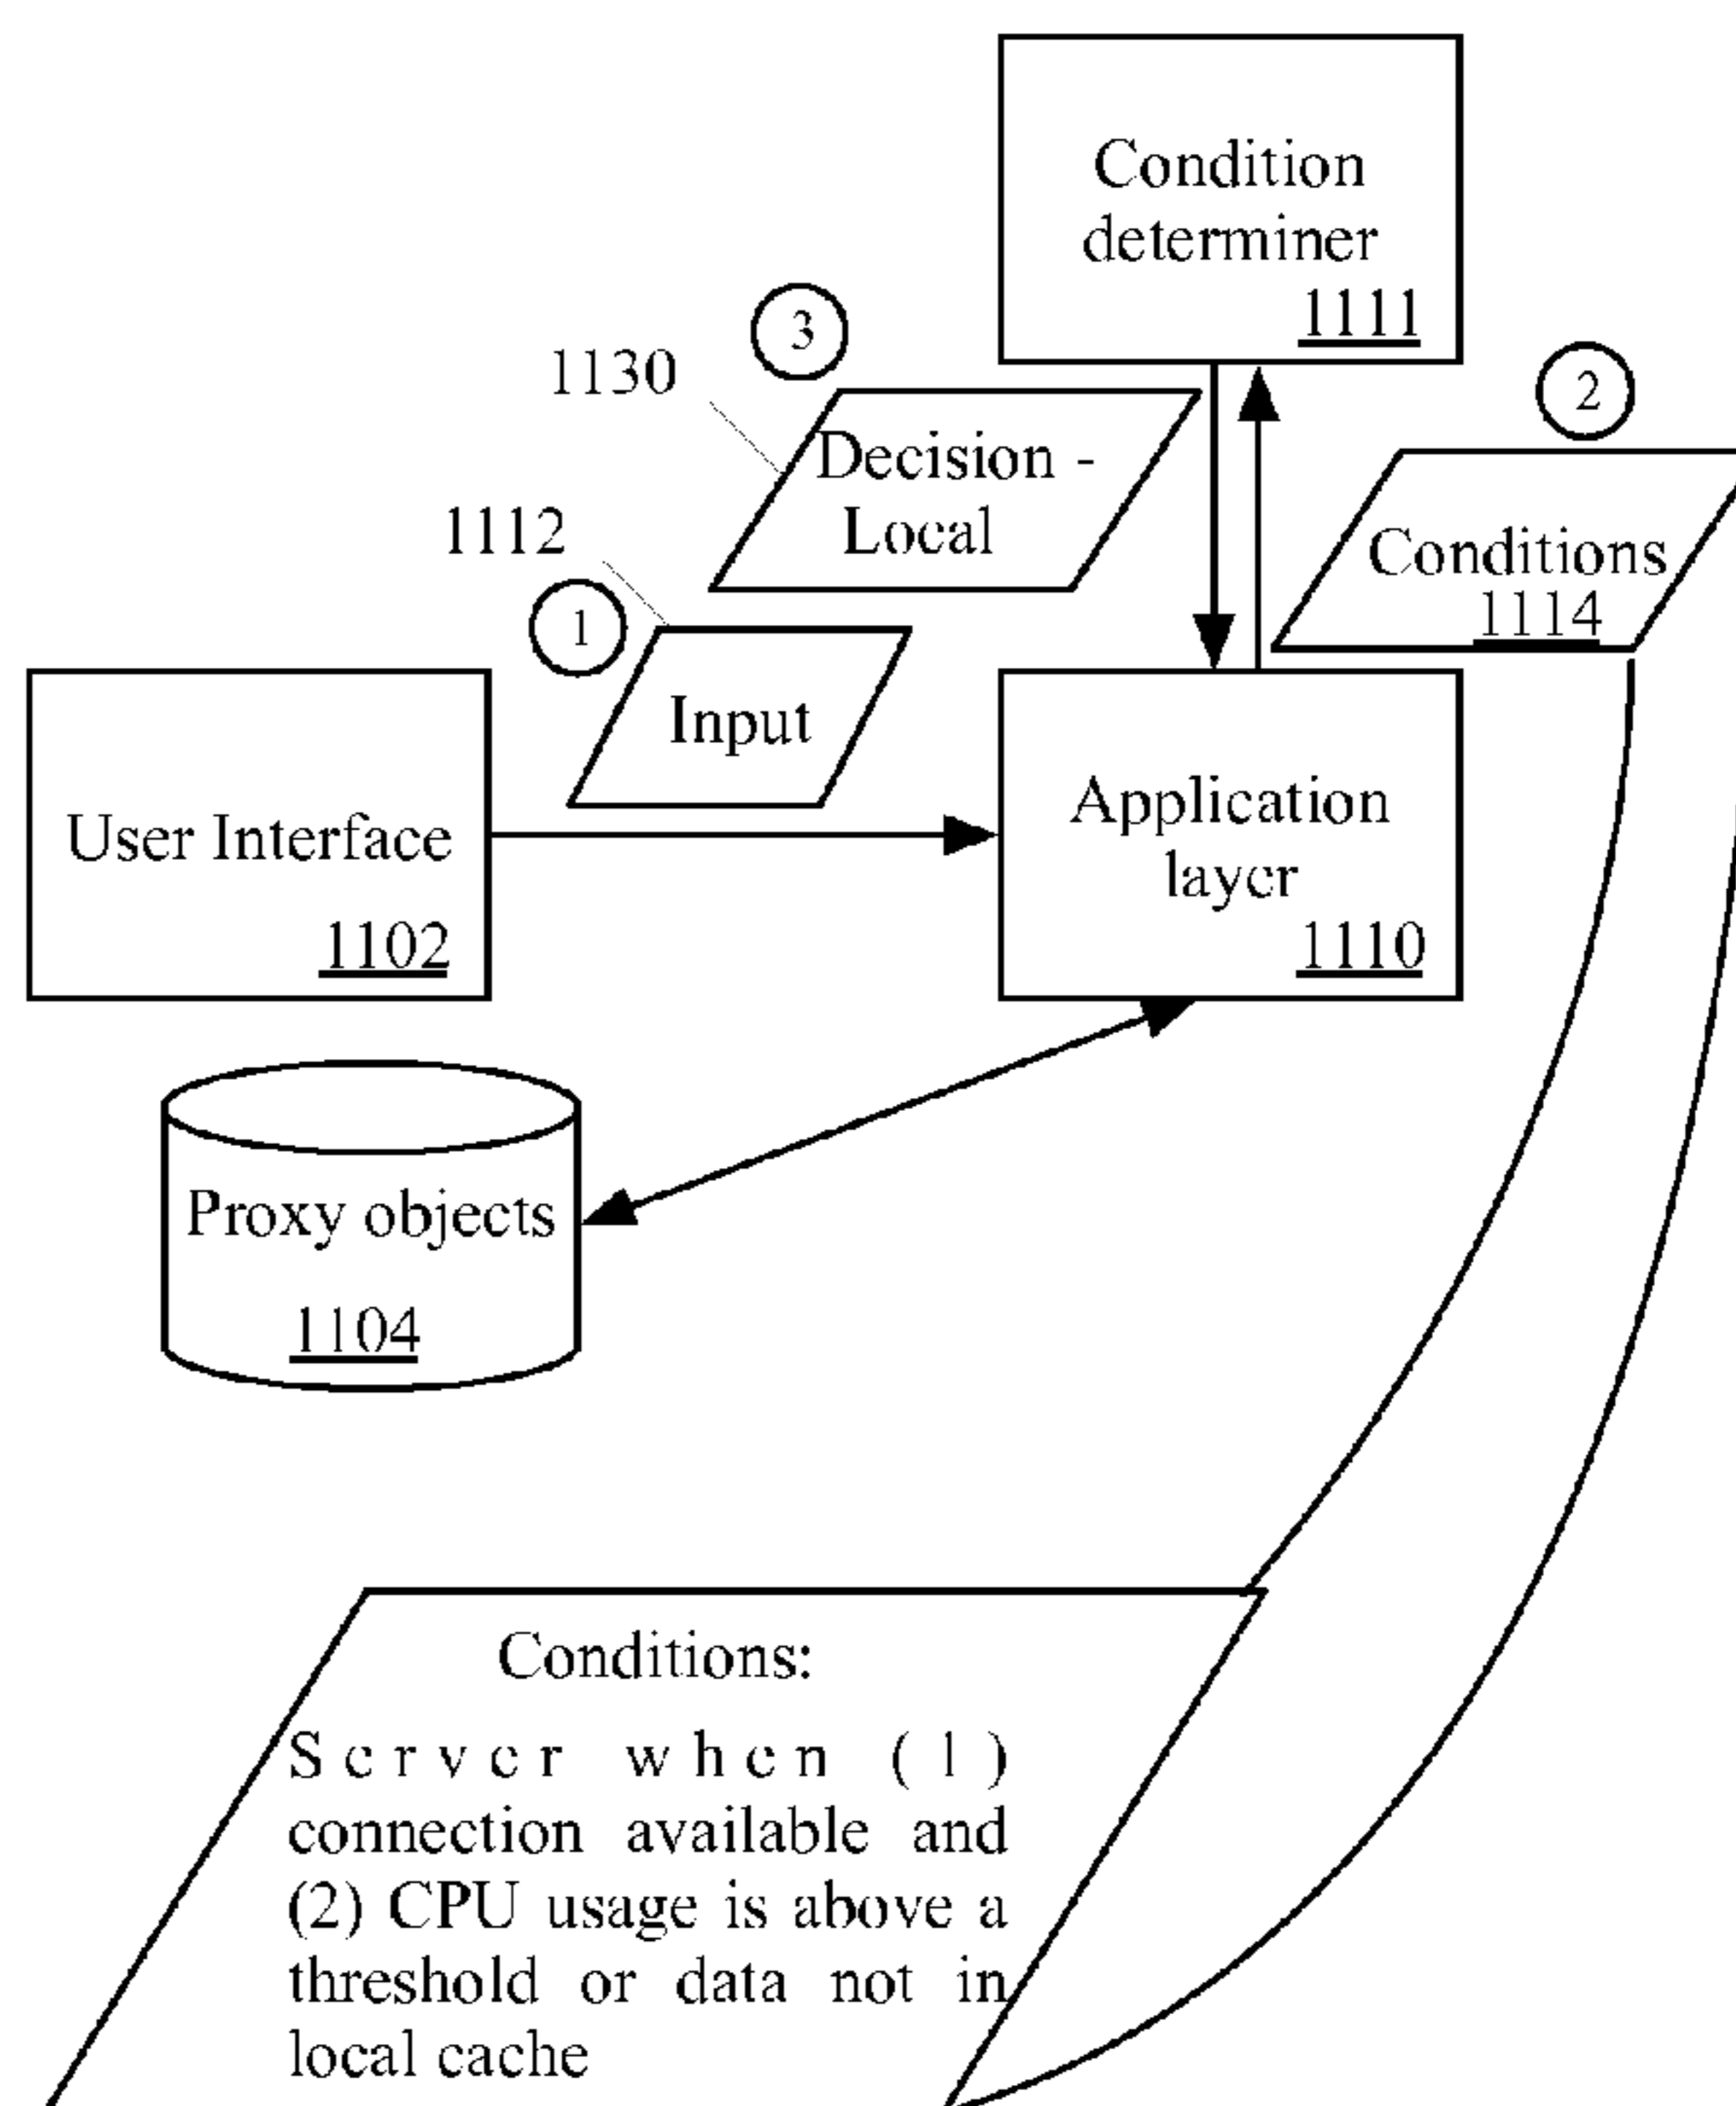 Condition
determiner
1111
3
1130
2
Decision -
Local
1112
Conditions
1114
1
Input
User Interface
1102
Application
layer
1110
Proxy objects
1104
Conditions:
Server when (1)
connection available and
(2) CPU usage is above a
threshold or data not in
local cache